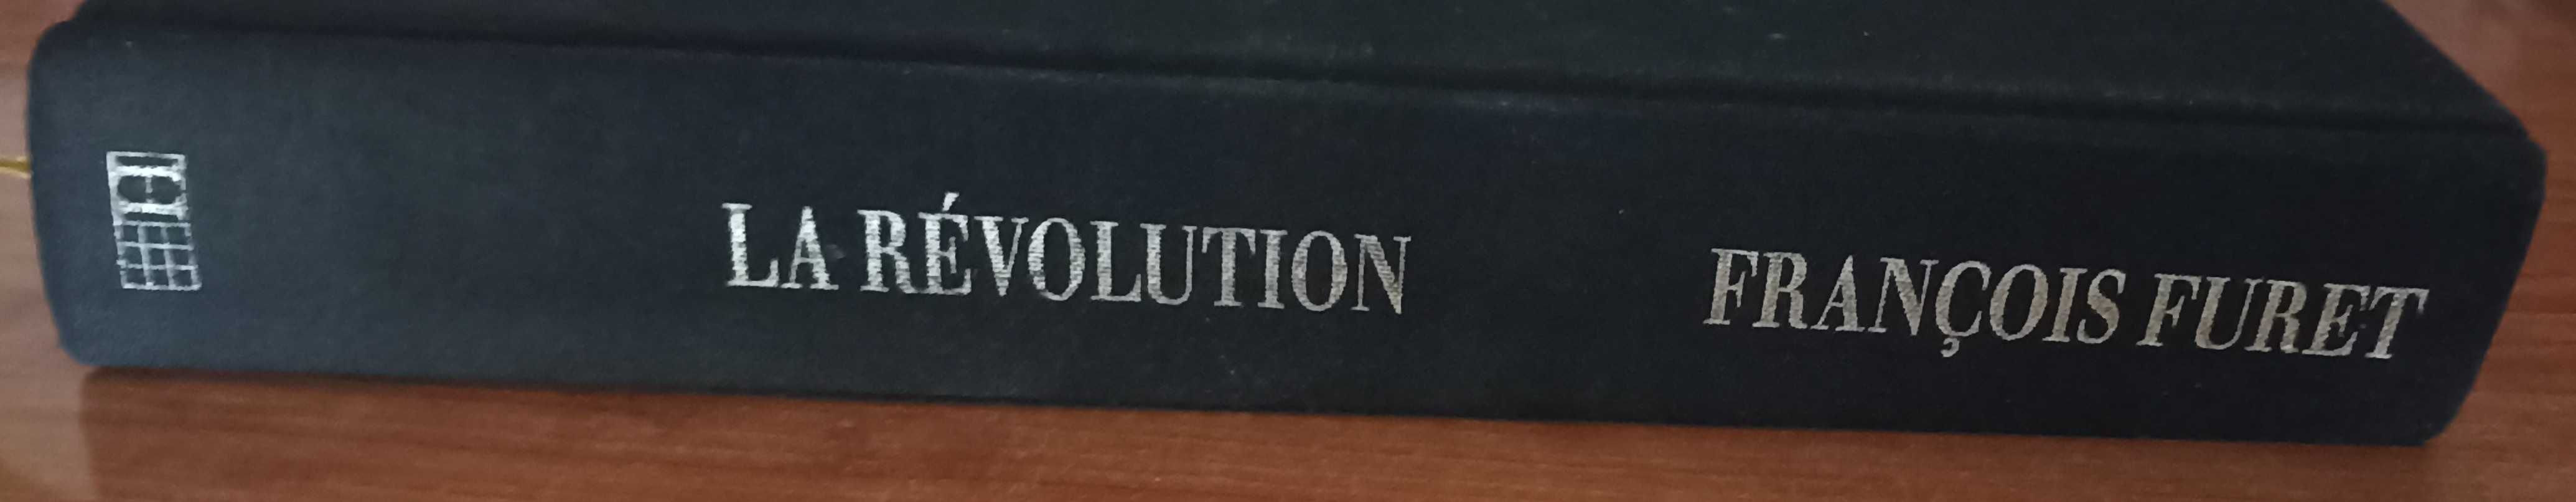 LA RÉVOLUTION
FRANÇOIS FURET